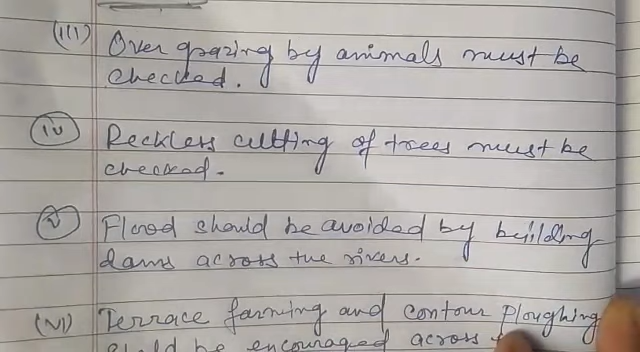 (iii) Over grazing by animals must be
checked.
(iv) Reckless cutting of trees must be
checked.
(v) Flood should be avoided by building
dams across the rivers.
(vi) Terrace farming and contour ploughing
be encouraged across